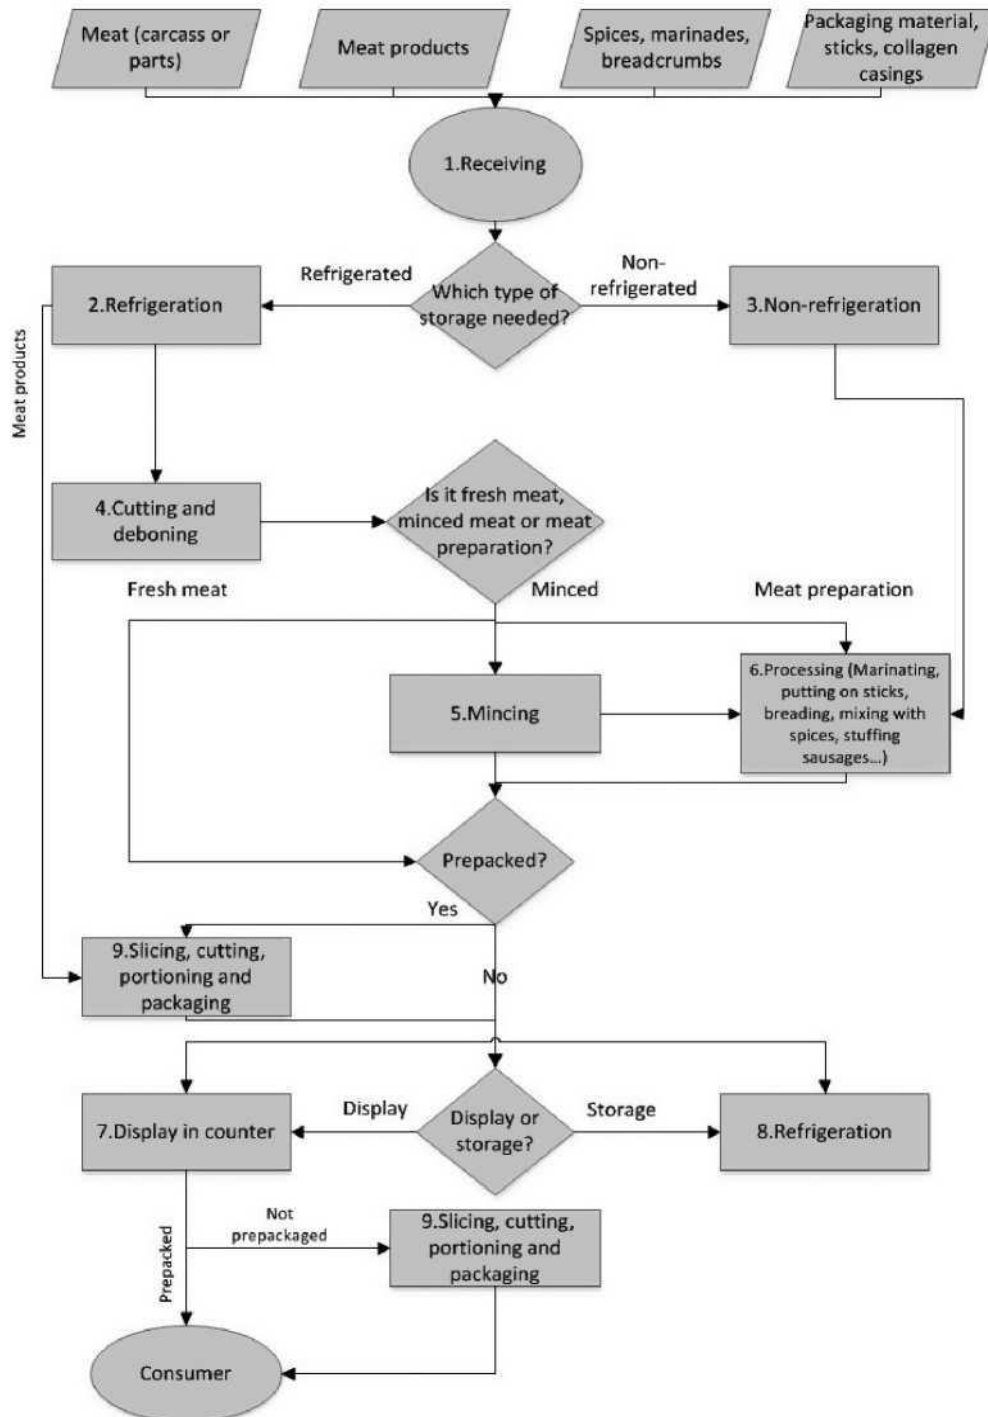 Meat (carcass or
parts)
Meat products
Spices, marinades,
breadcrumbs
Packaging material,
sticks, collagen
casings
1.Receiving
Refrigerated
Non-
refrigerated
2.Refrigeration
Which type of
storage needed?
3.Non-refrigeration
Meat products
4.Cutting and
deboning
Is it fresh meat,
minced meat or meat
preparation?
Fresh meat
Minced
Meat preparation
5.Mincing
6.Processing (Marinating,
putting on sticks,
breading, mixing with
spices, stuffing
sausages...)
Prepacked?
Yes
9.Slicing, cutting,
portioning and
packaging
No
7.Display in counter
Display
Display or
storage?
Storage
8.Refrigeration
Prepacked
Not
prepackaged
9.Slicing, cutting,
portioning and
packaging
Consumer